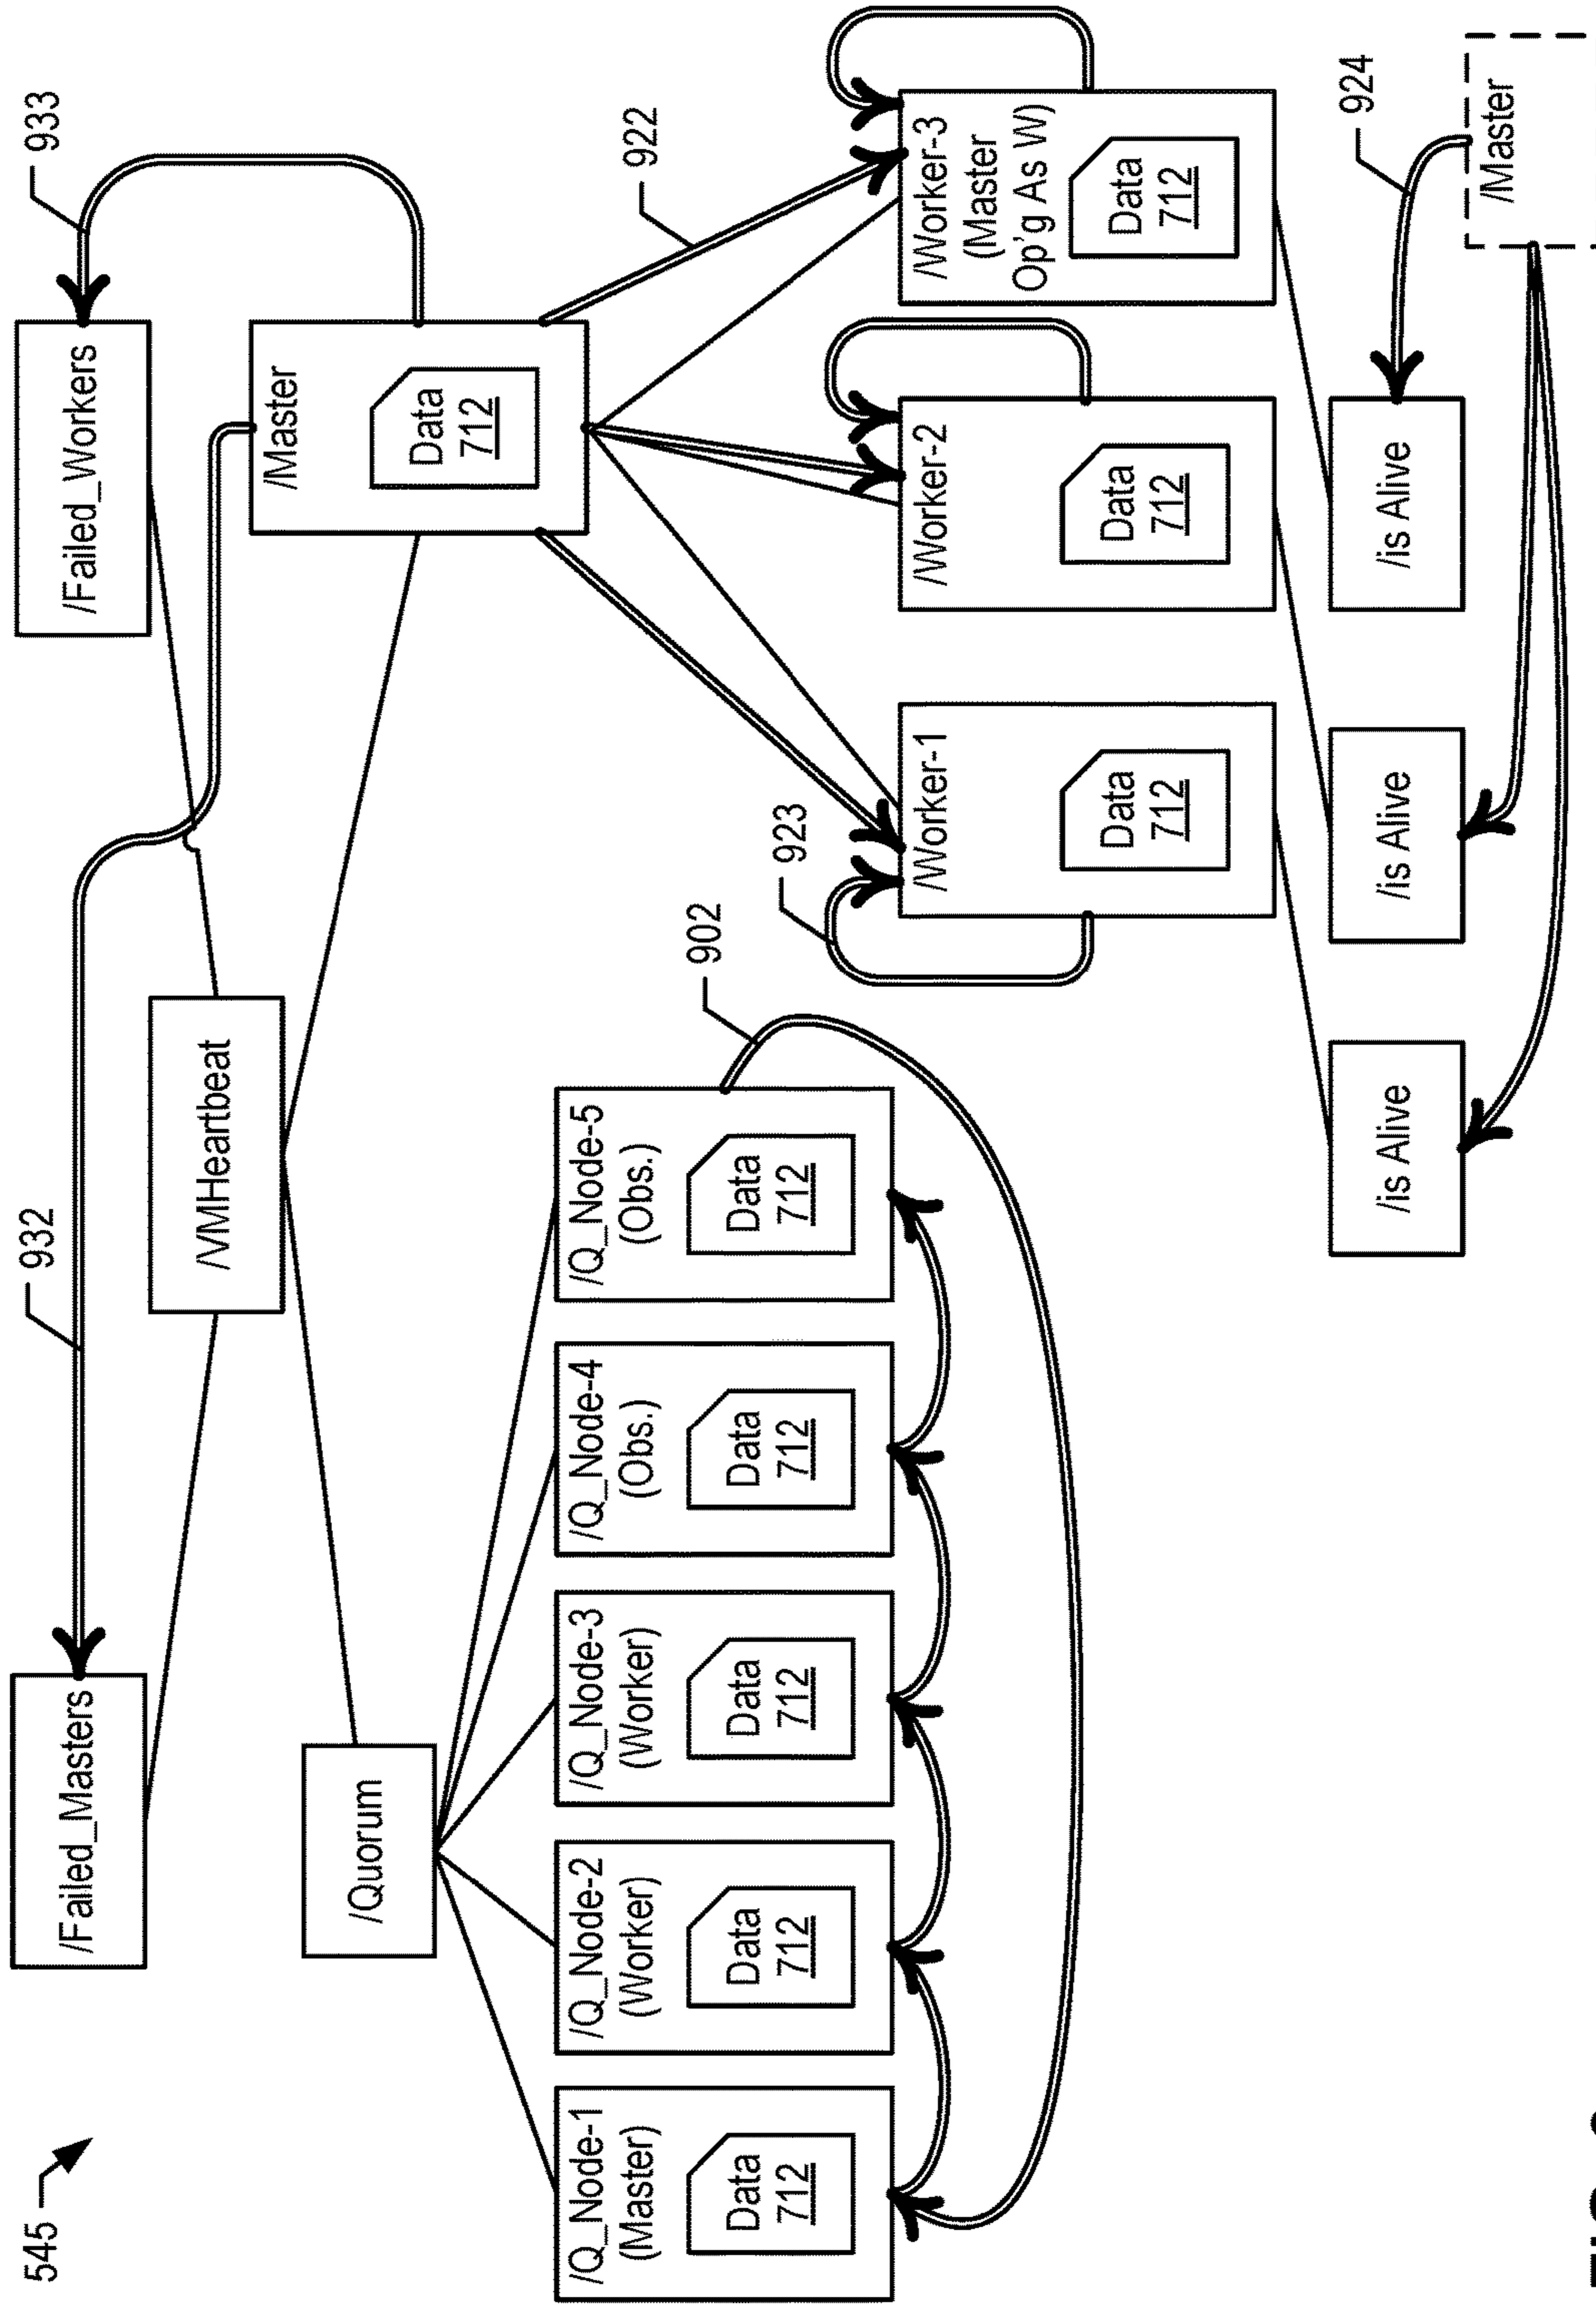 545
932
933
/Failed_Masters
/Failed_Workers
/VMHeartbeat
/Quorum
/Master
Data
712
922
/Q_Node-1
(Master)
Data
712
/Q_Node-2
(Worker)
Data
712
/Q_Node-3
(Worker)
Data
712
/Q_Node-4
(Obs.)
Data
712
/Q_Node-5
(Obs.)
Data
712
902
923
/Worker-1
Data
712
/Worker-2
Data
712
/Worker-3
(Master
Op'g As W)
Data
712
/is Alive
/is Alive
/is Alive
924
/Master